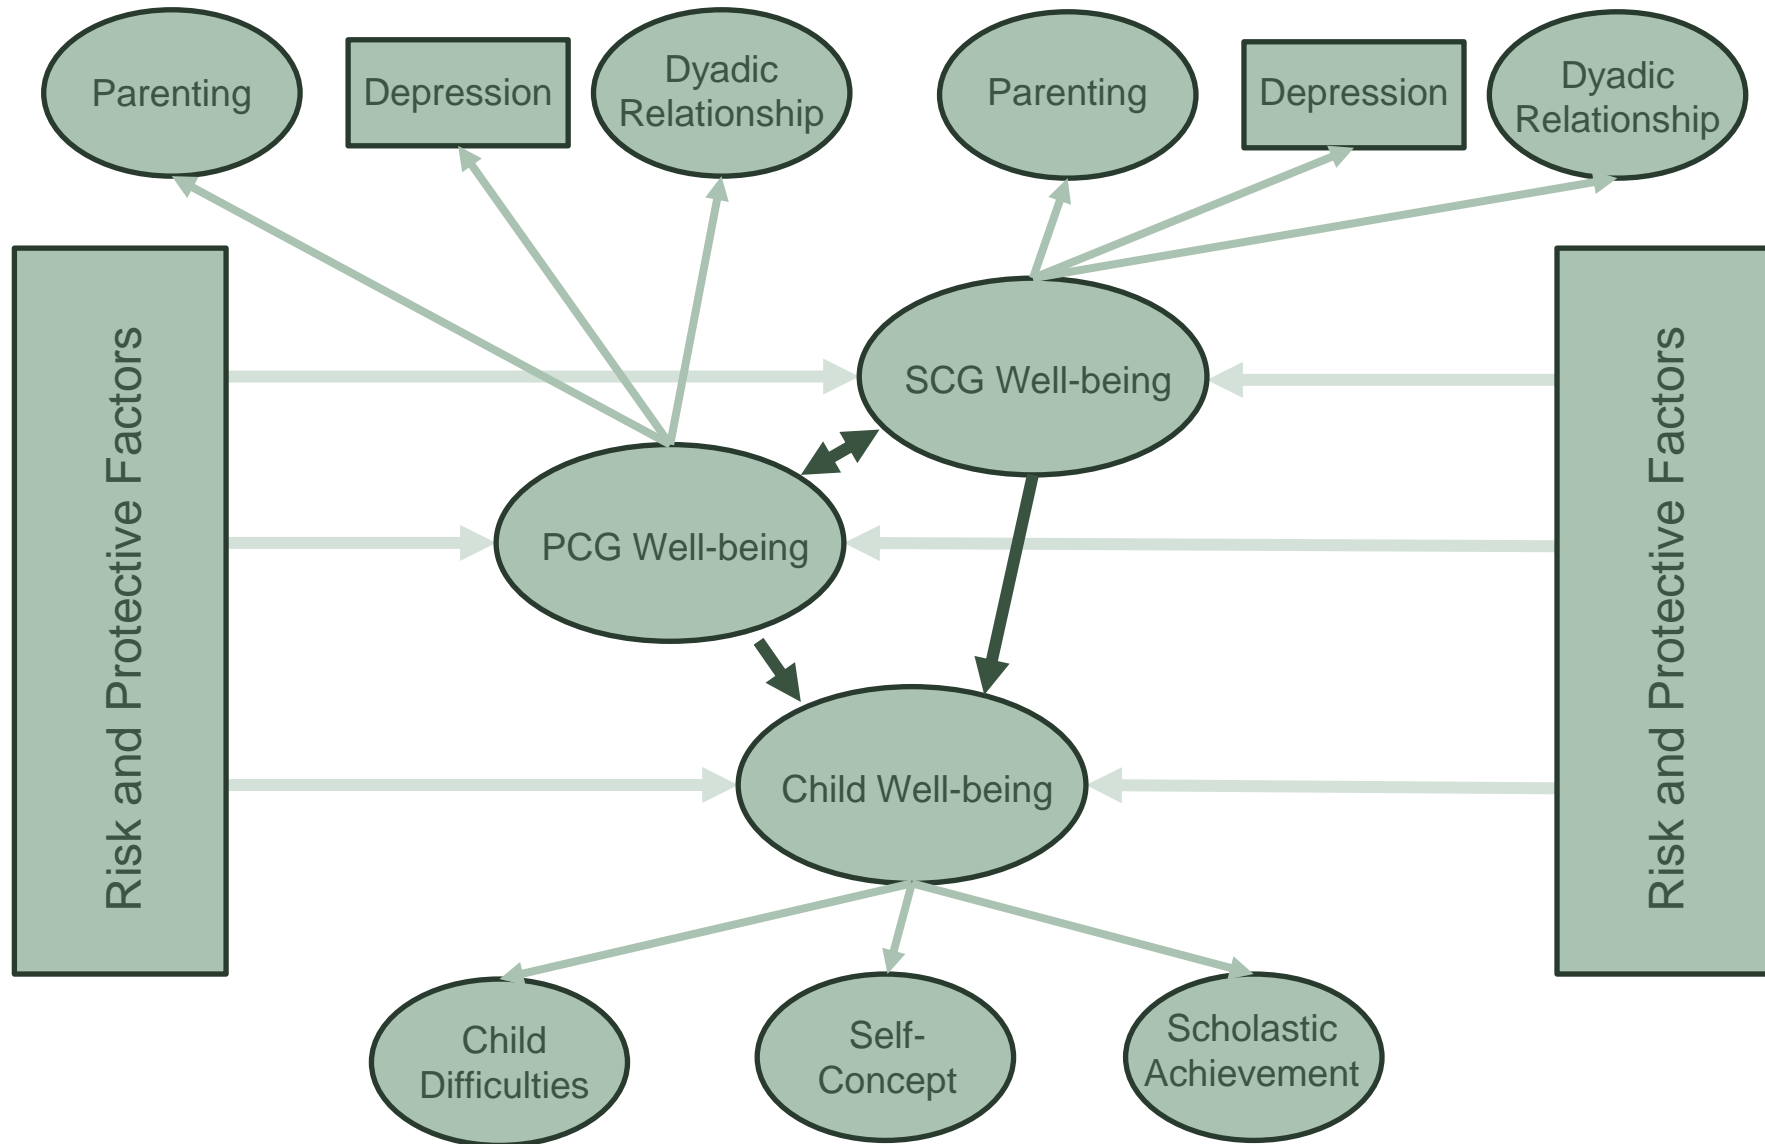 Parenting
Depression
Dyadic
Relationship
Parenting
Depression
Dyadic
Relationship
Risk and Protective Factors
SCG Well-being
PCG Well-being
Child Well-being
Risk and Protective Factors
Child
Difficulties
Self-
Concept
Scholastic
Achievement